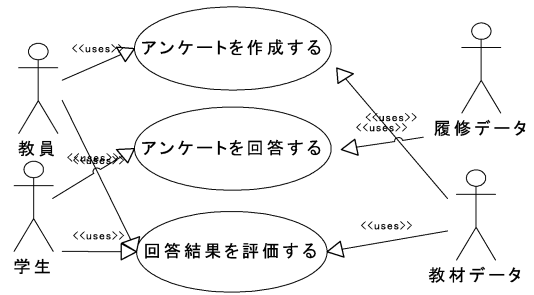 アンケートを作成する
<<uses>>
教員
<<uses>>
<<uses>>
履修データ
アンケートを回答する
<<uses>>
<<uses>>
学生
<<uses>>
回答結果を評価する
<<uses>>
教材データ